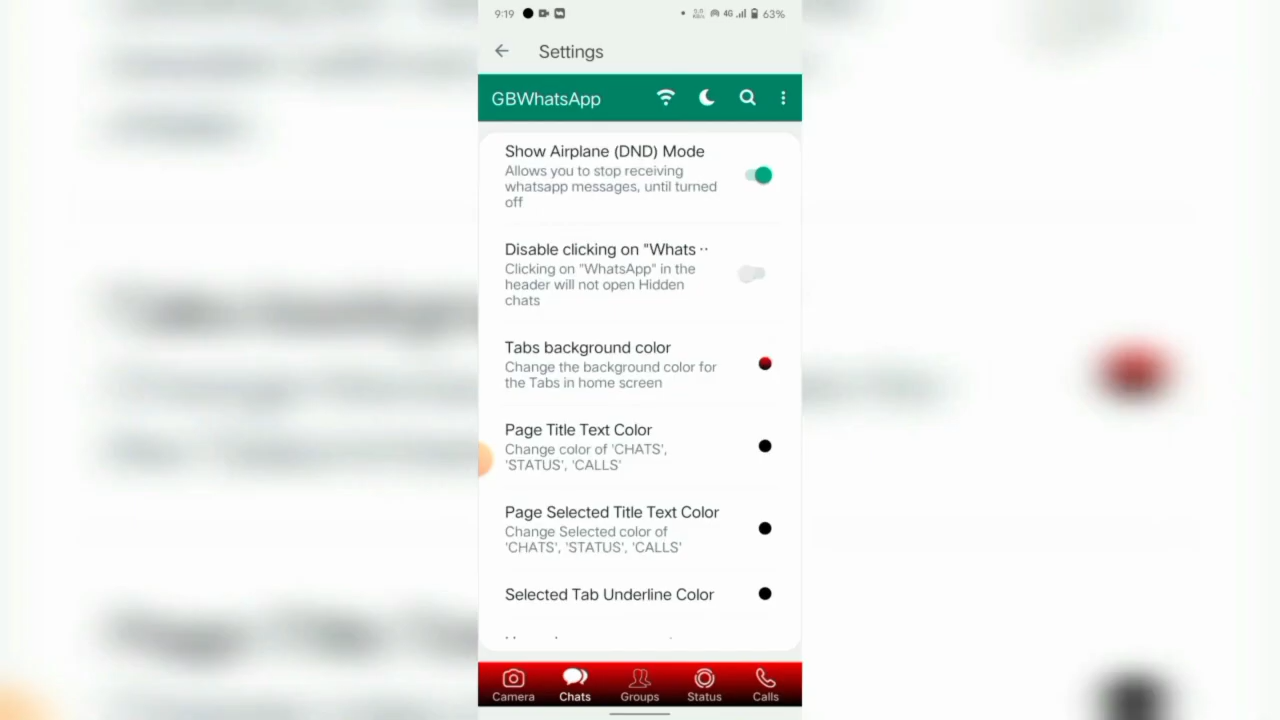 9:19
4G
63%
Settings
GBWhatsApp
Show Airplane (DND) Mode
Allows you to stop receiving
whatsapp messages, until turned
off
Disable clicking on "Whats ··
Clicking on "WhatsApp" in the
header will not open Hidden
chats
Tabs background color
Change the background color for
the Tabs in home screen
Page Title Text Color
Change color of 'CHATS',
'STATUS', 'CALLS'
Page Selected Title Text Color
Change Selected color of
'CHATS', 'STATUS', 'CALLS'
Selected Tab Underline Color
Camera
Chats
Groups
Status
Calls